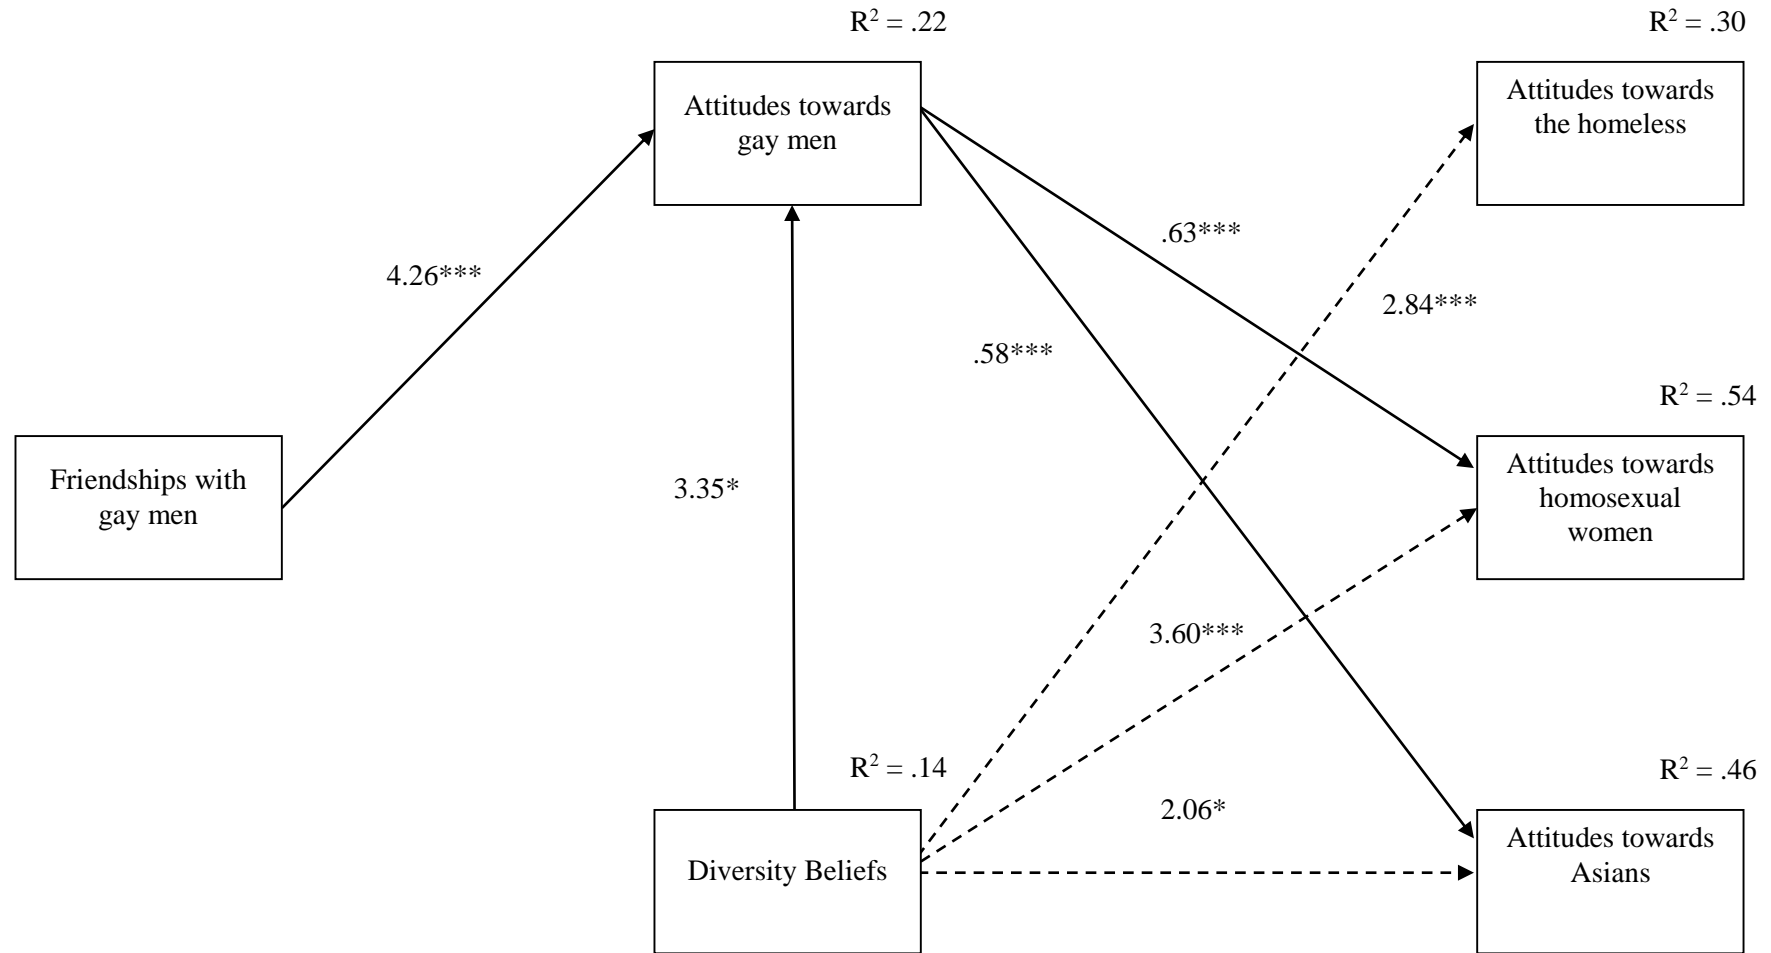 R² = .22
R² = .30
Attitudes towards
gay men
Attitudes towards
the homeless
.63***
4.26***
2.84***
.58***
R² = .54
Friendships with
gay men
3.35*
Attitudes towards
homosexual
women
3.60***
R² = .14
R² = .46
2.06*
Diversity Beliefs
Attitudes towards
Asians